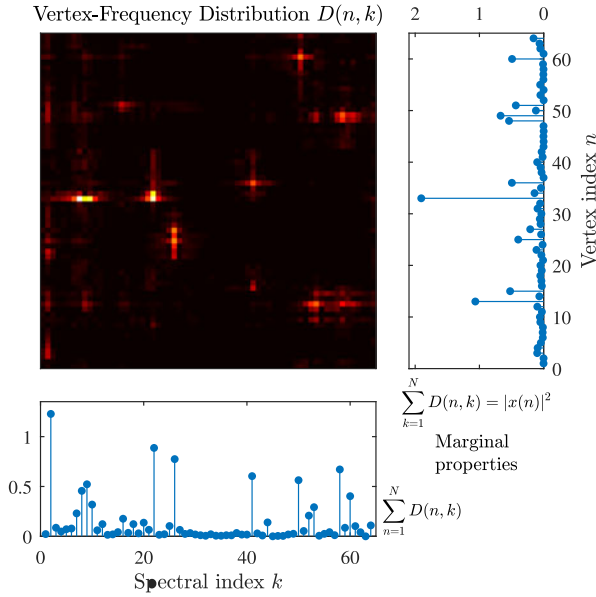 Vertex-Frequency Distribution D(n, k)
2 1 0
60
50
40
30
20
10
0
Vertex index n
N
∑ D(n, k) = |x(n)|²
k=1
Marginal
properties
1
0.5
0
0 20 40 60
N
∑ D(n, k)
n=1
Spectral index k